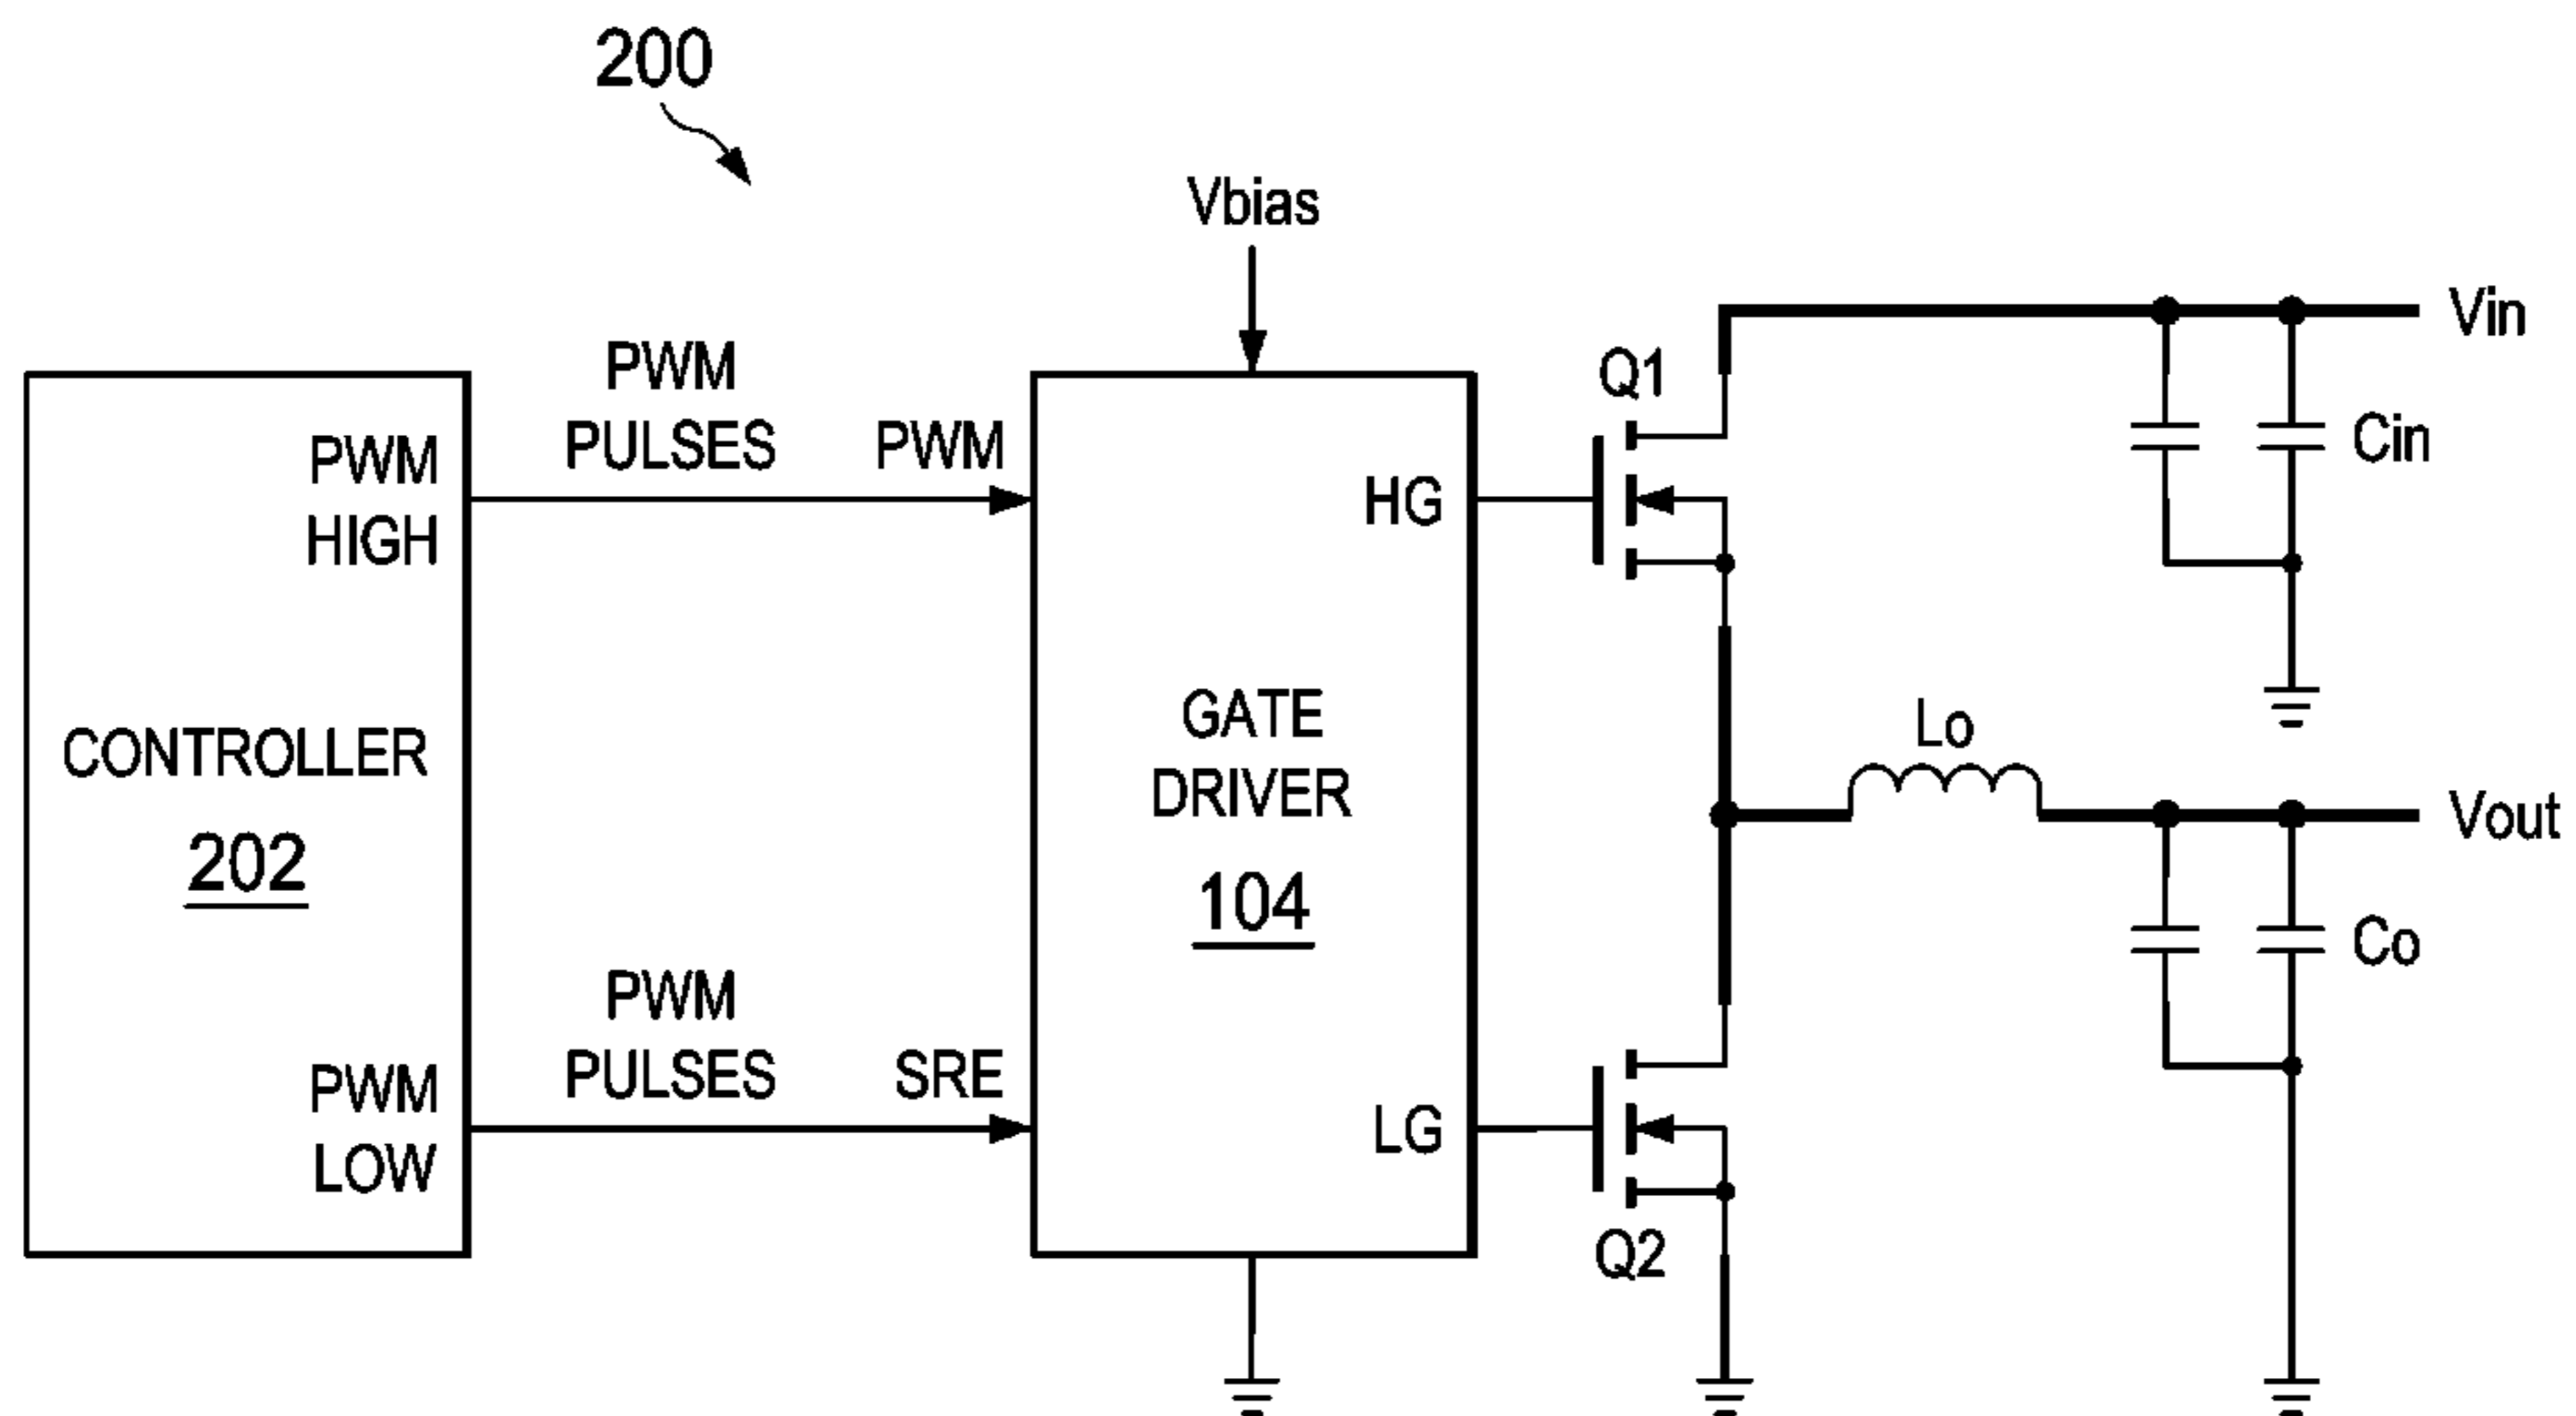 200
Vbias
Vin
PWM
PULSES
PWM
PWM
HIGH
Q1
Cin
HG
CONTROLLER
202
GATE
DRIVER
104
Lo
Vout
Co
PWM
PULSES
SRE
PWM
LOW
LG
Q2